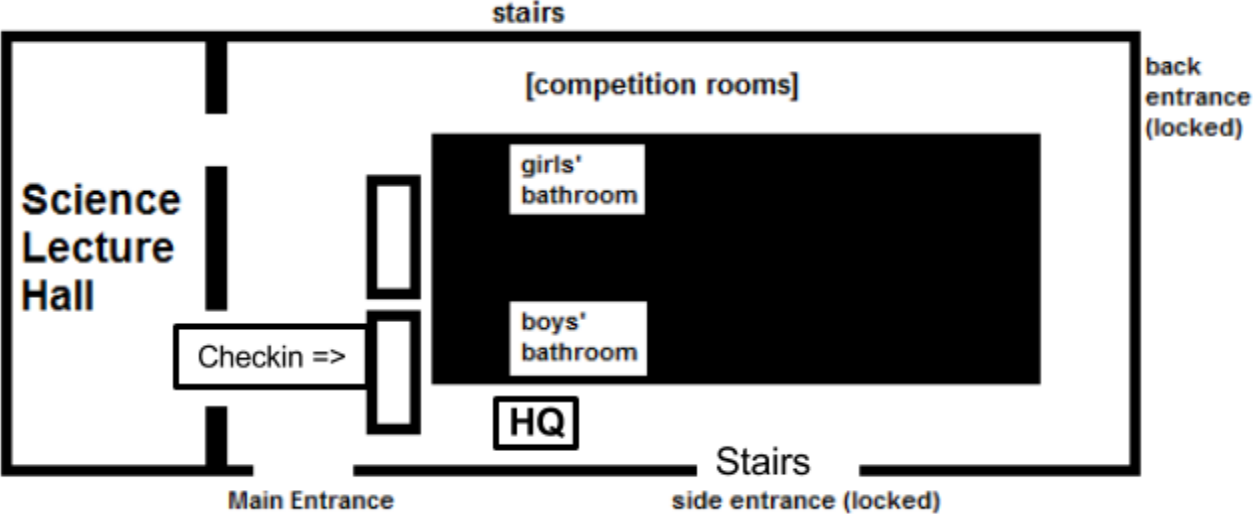 stairs
[competition rooms]
back
entrance
(locked)
girls'
bathroom
Science
Lecture
Hall
boys'
bathroom
Checkin =>
HQ
Stairs
Main Entrance
side entrance (locked)